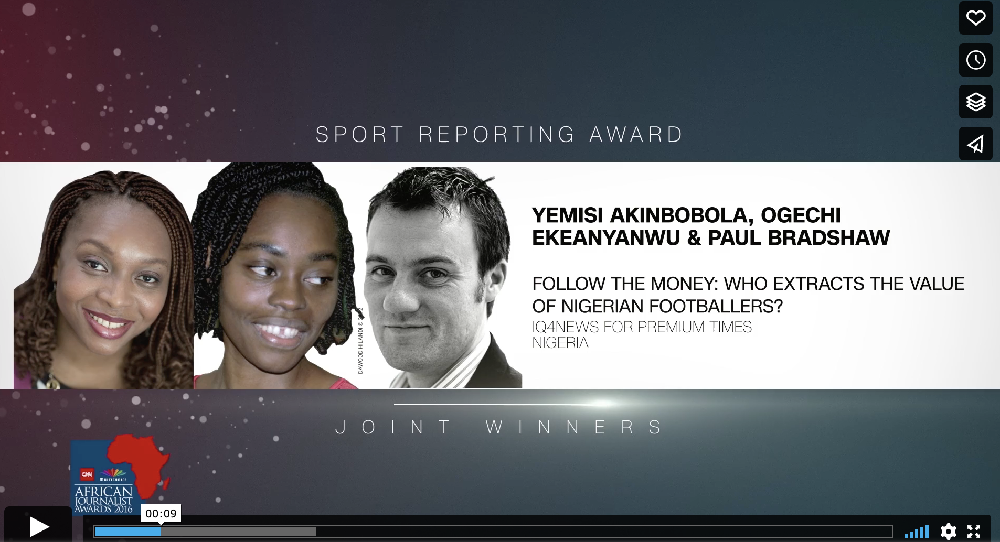 SPORT REPORTING AWARD
YEMISI AKINBOBOLA, OGECHI
EKEANYANWU & PAUL BRADSHAW
FOLLOW THE MONEY: WHO EXTRACTS THE VALUE
OF NIGERIAN FOOTBALLERS?
IQ4NEWS FOR PREMIUM TIMES
NIGERIA
DAWOOD HILANDI ©
JOINT WINNERS
CNN
MULTICHOICE
AFRICAN
JOURNALIST
AWARDS 2016
00:09